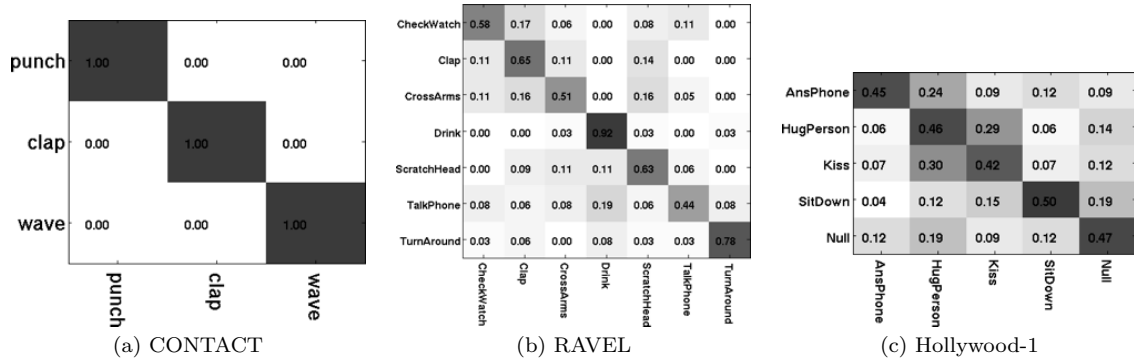 punch 1.00 0.00 0.00
clap 0.00 1.00 0.00
wave 0.00 0.00 1.00
punch clap wave
(a) CONTACT
CheckWatch 0.58 0.17 0.06 0.00 0.08 0.11 0.00
Clap 0.11 0.65 0.11 0.00 0.14 0.00 0.00
CrossArms 0.11 0.16 0.51 0.00 0.16 0.05 0.00
Drink 0.00 0.00 0.03 0.92 0.03 0.00 0.03
ScratchHead 0.00 0.09 0.11 0.11 0.63 0.06 0.00
TalkPhone 0.08 0.06 0.08 0.19 0.06 0.44 0.08
TurnAround 0.03 0.06 0.00 0.08 0.03 0.03 0.78
CheckWatch Clap CrossArms Drink ScratchHead TalkPhone TurnAround
(b) RAVEL
AnsPhone 0.45 0.24 0.09 0.12 0.09
HugPerson 0.06 0.46 0.29 0.06 0.14
Kiss 0.07 0.30 0.42 0.07 0.12
SitDown 0.04 0.12 0.15 0.50 0.19
Null 0.12 0.19 0.09 0.12 0.47
AnsPhone HugPerson Kiss SitDown Null
(c) Hollywood-1